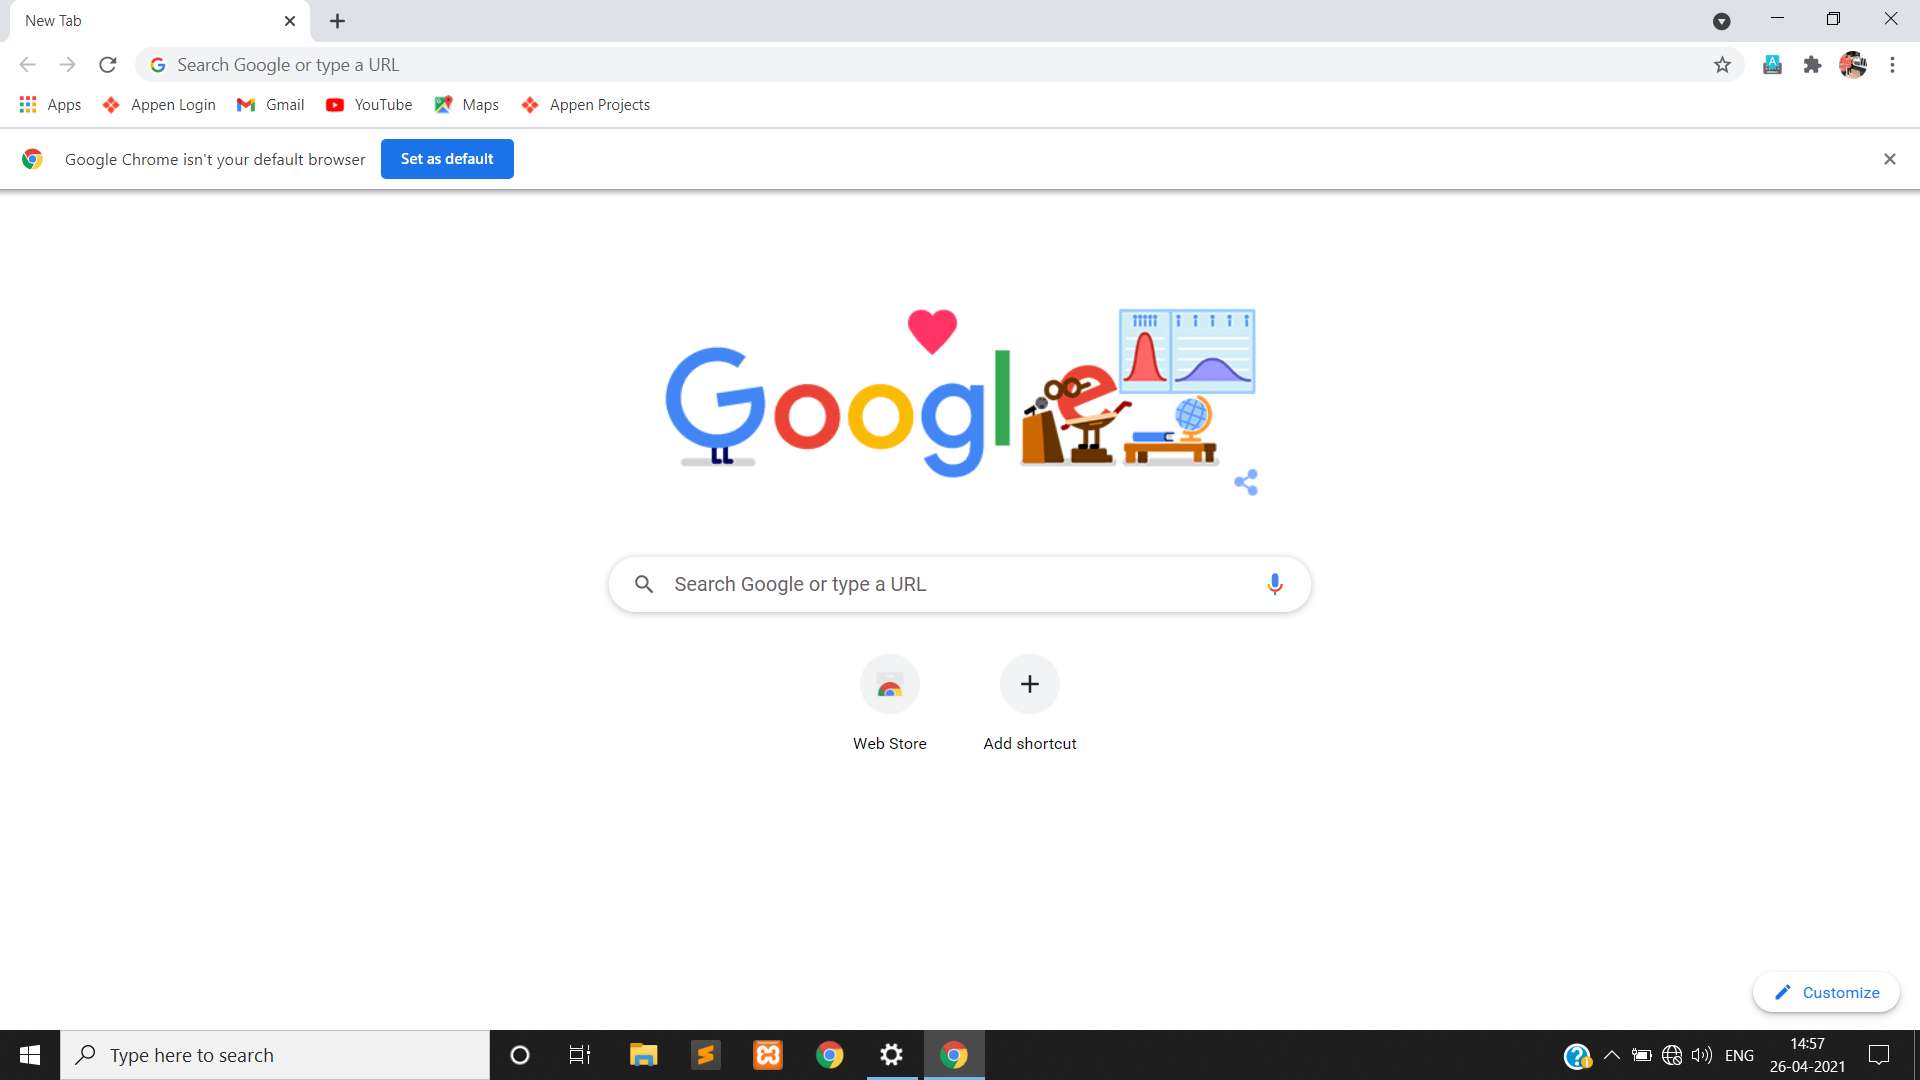 New Tab
Search Google or type a URL
Apps Appen Login Gmail YouTube Maps Appen Projects
Google Chrome isn't your default browser Set as default
Google
Search Google or type a URL
Web Store Add shortcut
Customize
Type here to search
ENG 14:57
26-04-2021